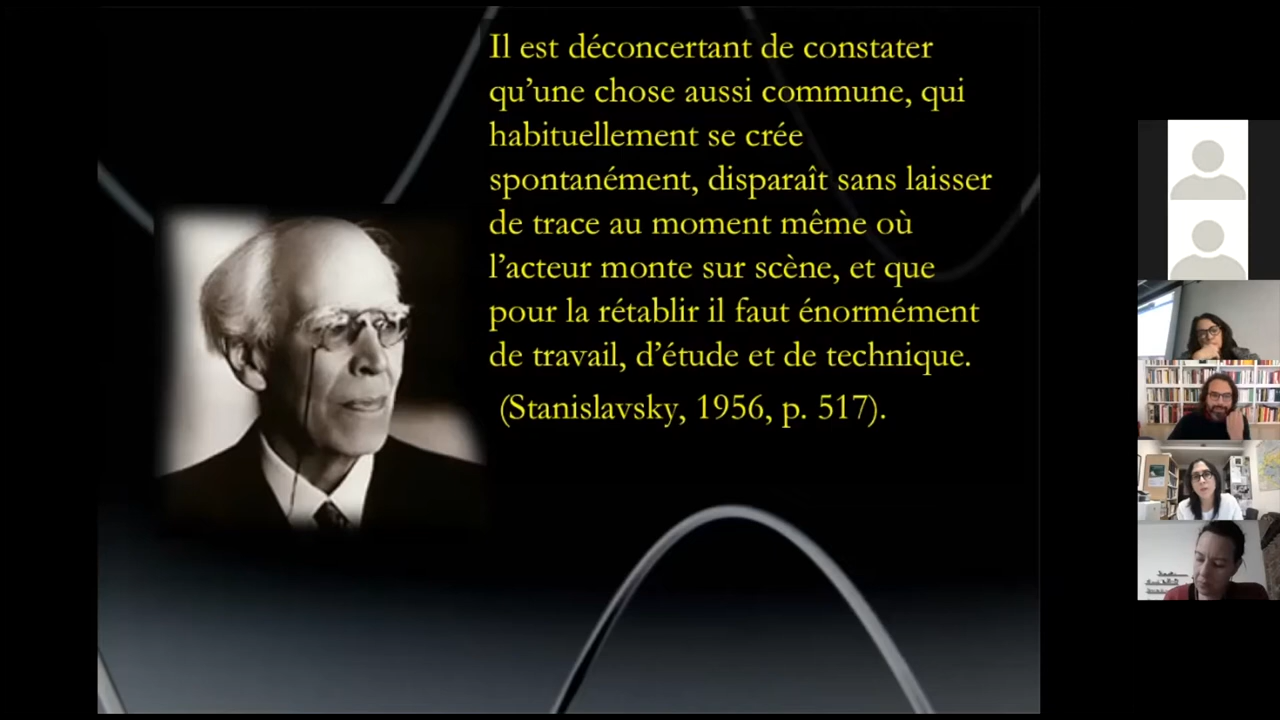 Il est déconcertant de constater
qu’une chose aussi commune, qui
habituellement se crée
spontanément, disparaît sans laisser
de trace au moment même où
l’acteur monte sur scène, et que
pour la rétablir il faut énormément
de travail, d’étude et de technique.
(Stanislavsky, 1956, p. 517).